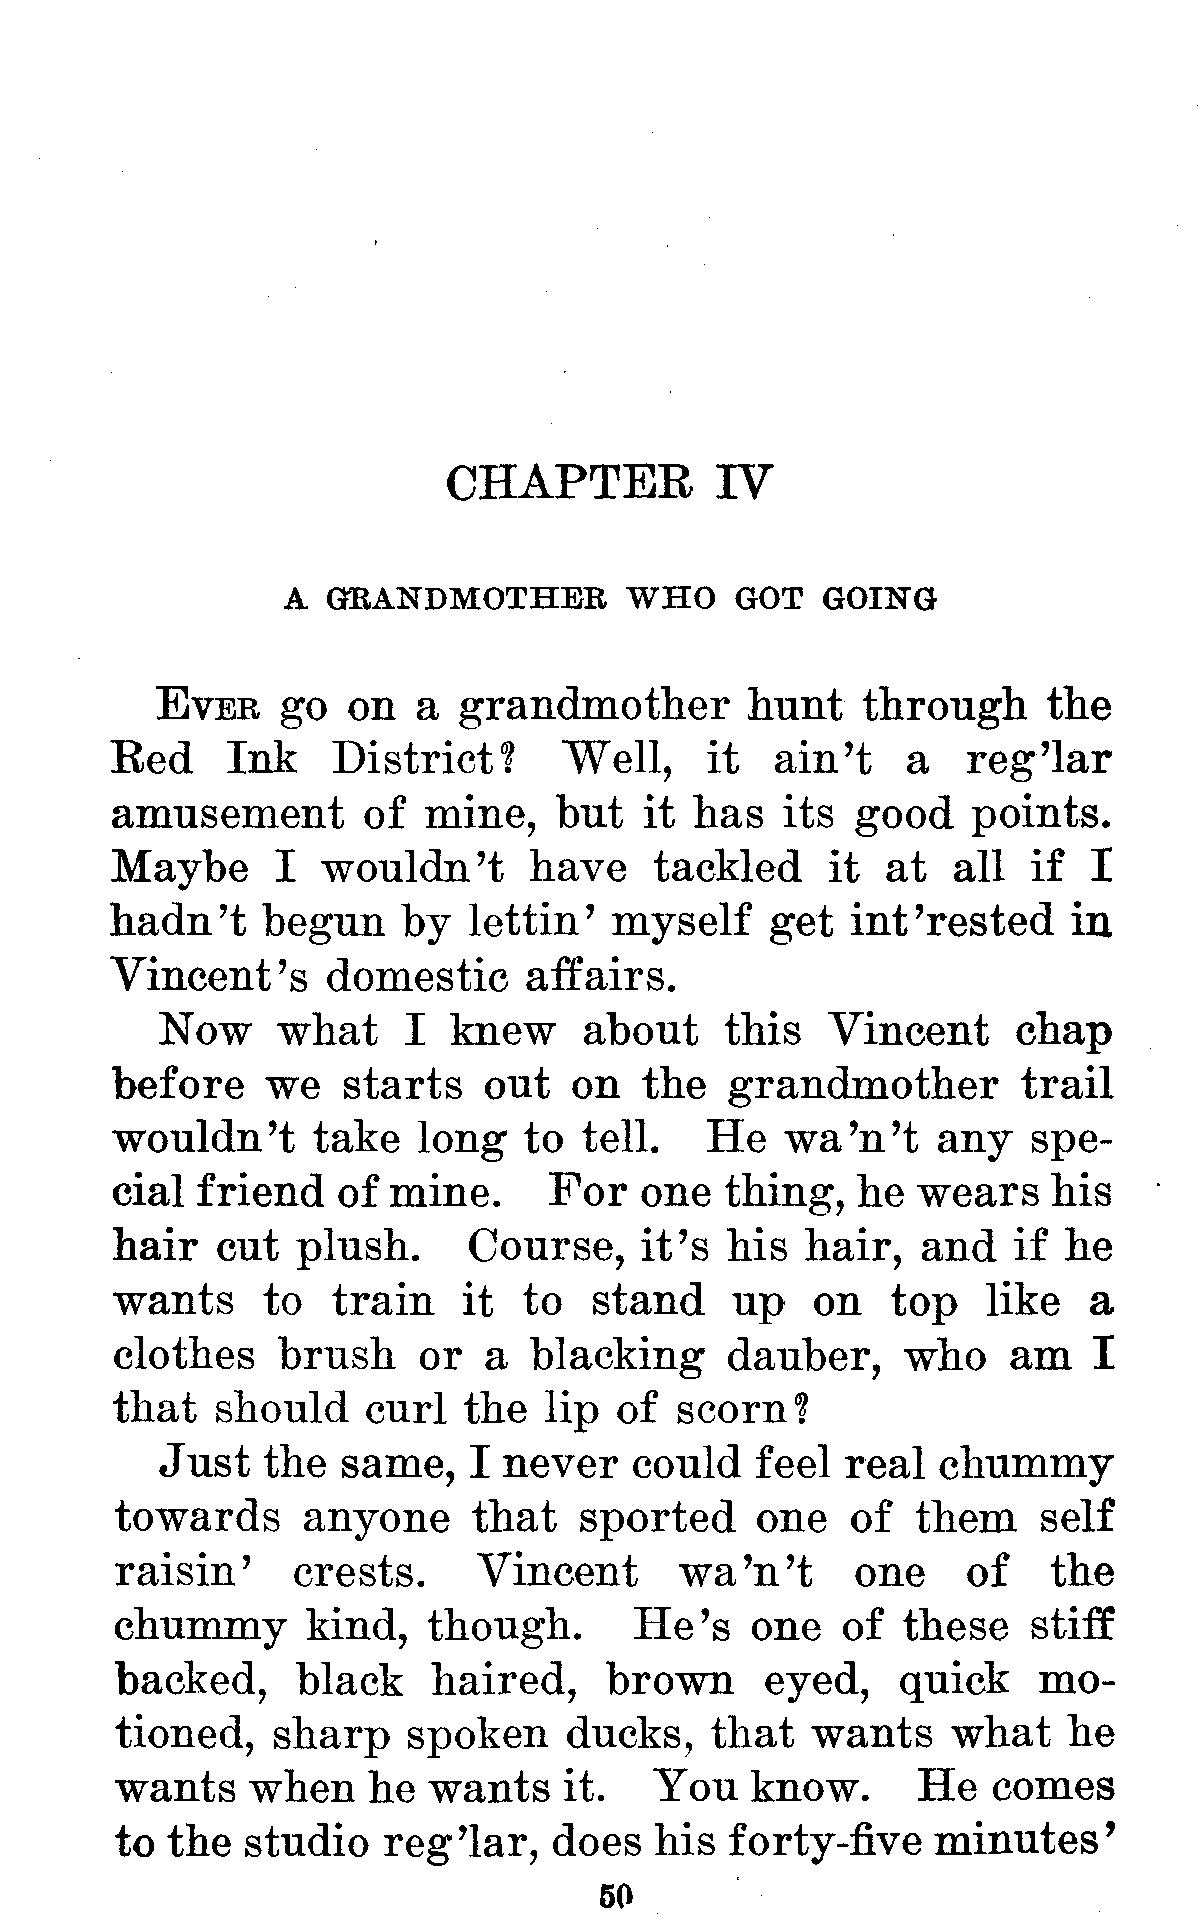 CHAPTER IV
A GRANDMOTHER WHO GOT GOING
EVER go on a grandmother hunt through the
Red Ink District? Well, it ain't a reg'lar
amusement of mine, but it has its good points.
Maybe I wouldn't have tackled it at all if I
hadn't begun by lettin' myself get int'rested in
Vincent's domestic affairs.
Now what I knew about this Vincent chap
before we starts out on the grandmother trail
wouldn't take long to tell. He wa'n't any spe-
cial friend of mine. For one thing, he wears his
hair cut plush. Course, it's his hair, and if he
wants to train it to stand up on top like a
clothes brush or a blacking dauber, who am I
that should curl the lip of scorn?
Just the same, I never could feel real chummy
towards anyone that sported one of them self
raisin' crests. Vincent wa'n't one of the
chummy kind, though. He's one of these stiff
backed, black haired, brown eyed, quick mo-
tioned, sharp spoken ducks, that wants what he
wants when he wants it. You know. He comes
to the studio reg'lar, does his forty-five minutes'
50